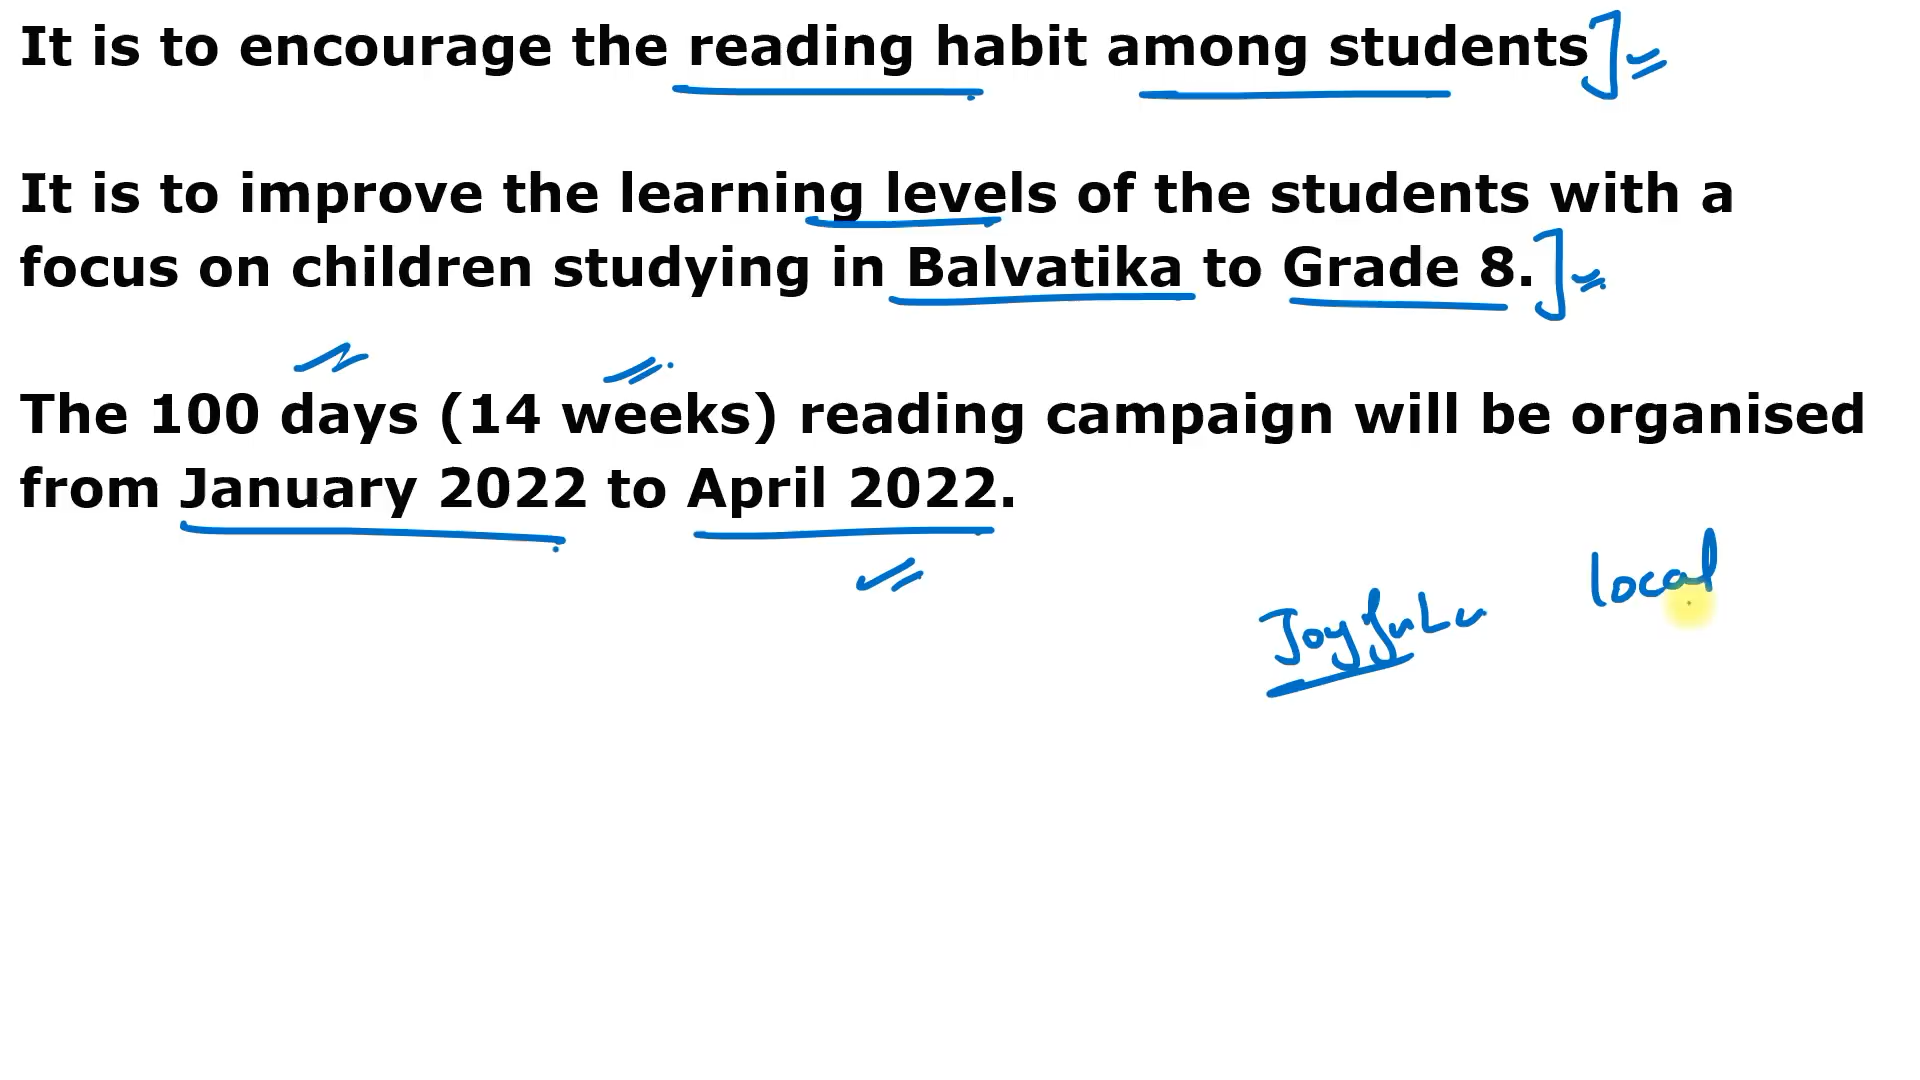 It is to encourage the reading habit among students
It is to improve the learning levels of the students with a
focus on children studying in Balvatika to Grade 8.
The 100 days (14 weeks) reading campaign will be organised
from January 2022 to April 2022.
local